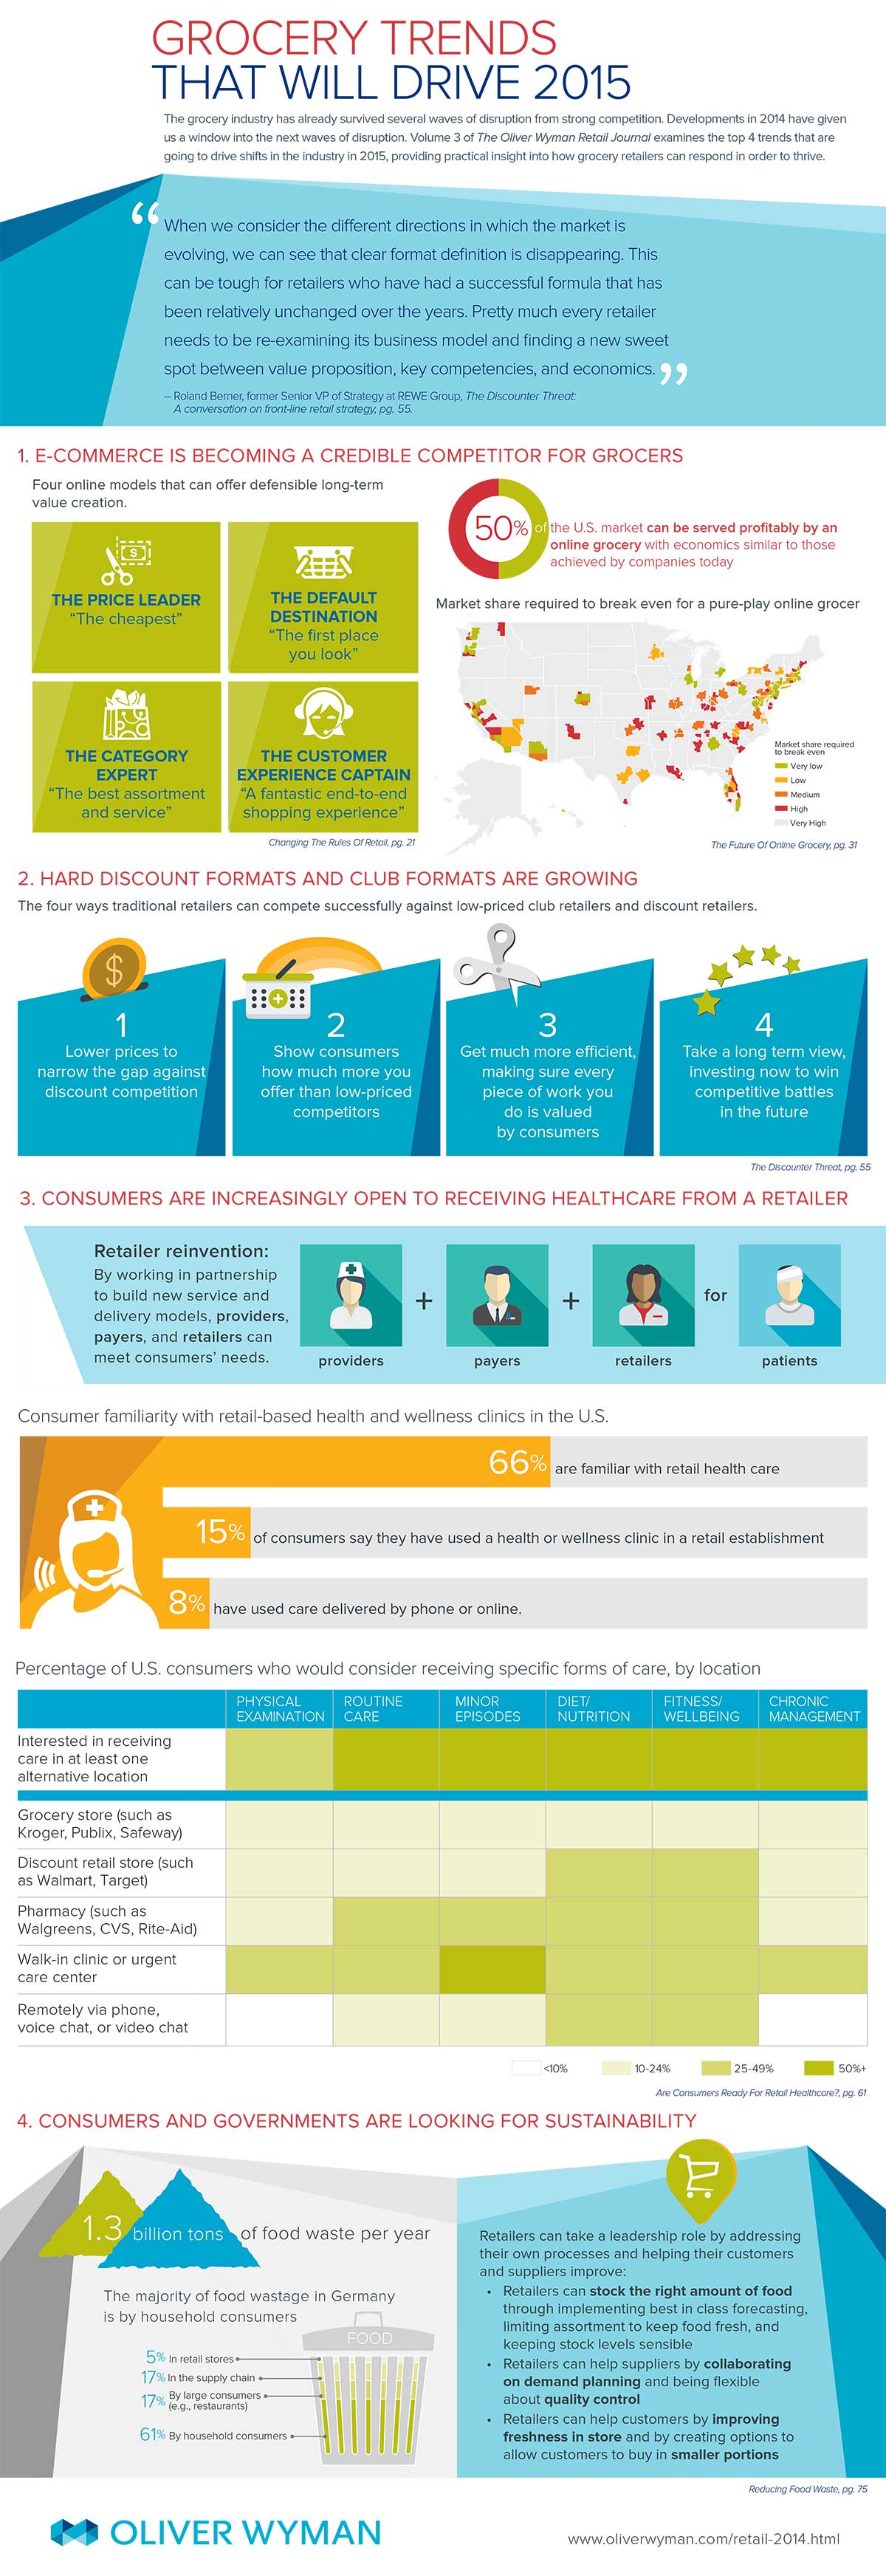 GROCERY TRENDS
THAT WILL DRIVE 2015
The grocery industry has already survived several waves of disruption from strong competition. Developments in 2014 have given
us a window into the next waves of disruption. Volume 3 of The Oliver Wyman Retail Journal examines the top 4 trends that are
going to drive shifts in the industry in 2015, providing practical insight into how grocery retailers can respond in order to thrive.
“ When we consider the different directions in which the market is
evolving, we can see that clear format definition is disappearing. This
can be tough for retailers who have had a successful formula that has
been relatively unchanged over the years. Pretty much every retailer
needs to be re-examining its business model and finding a new sweet
spot between value proposition, key competencies, and economics. ”
– Roland Berner, former Senior VP of Strategy at REWE Group, The Discounter Threat:
A conversation on front-line retail strategy, pg. 55.
1. E-COMMERCE IS BECOMING A CREDIBLE COMPETITOR FOR GROCERS
Four online models that can offer defensible long-term
value creation.
$
THE PRICE LEADER
“The cheapest”
THE DEFAULT
DESTINATION
“The first place
you look”
THE CATEGORY
EXPERT
“The best assortment
and service”
THE CUSTOMER
EXPERIENCE CAPTAIN
“A fantastic end-to-end
shopping experience”
Changing The Rules Of Retail, pg. 21
50% of the U.S. market can be served profitably by an
online grocery with economics similar to those
achieved by companies today
Market share required to break even for a pure-play online grocer
Market share required
to break even
Very low
Low
Medium
High
Very High
The Future Of Online Grocery, pg. 31
2. HARD DISCOUNT FORMATS AND CLUB FORMATS ARE GROWING
The four ways traditional retailers can compete successfully against low-priced club retailers and discount retailers.
$
1
Lower prices to
narrow the gap against
discount competition
2
Show consumers
how much more you
offer than low-priced
competitors
3
Get much more efficient,
making sure every
piece of work you
do is valued
by consumers
4
Take a long term view,
investing now to win
competitive battles
in the future
The Discounter Threat, pg. 55
3. CONSUMERS ARE INCREASINGLY OPEN TO RECEIVING HEALTHCARE FROM A RETAILER
Retailer reinvention:
By working in partnership
to build new service and
delivery models, providers,
payers, and retailers can
meet consumers’ needs.
+ + for
providers payers retailers patients
Consumer familiarity with retail-based health and wellness clinics in the U.S.
66% are familiar with retail health care
15% of consumers say they have used a health or wellness clinic in a retail establishment
8% have used care delivered by phone or online.
Percentage of U.S. consumers who would consider receiving specific forms of care, by location
PHYSICAL ROUTINE MINOR DIET/ FITNESS/ CHRONIC
EXAMINATION CARE EPISODES NUTRITION WELLBEING MANAGEMENT
Interested in receiving
care in at least one
alternative location
Grocery store (such as
Kroger, Publix, Safeway)
Discount retail store (such
as Walmart, Target)
Pharmacy (such as
Walgreens, CVS, Rite-Aid)
Walk-in clinic or urgent
care center
Remotely via phone,
voice chat, or video chat
<10% 10-24% 25-49% 50%+
Are Consumers Ready For Retail Healthcare?, pg. 61
4. CONSUMERS AND GOVERNMENTS ARE LOOKING FOR SUSTAINABILITY
1.3 billion tons of food waste per year
The majority of food wastage in Germany
is by household consumers
FOOD
5% In retail stores
17% In the supply chain
17% By large consumers
(e.g., restaurants)
61% By household consumers
Retailers can take a leadership role by addressing
their own processes and helping their customers
and suppliers improve:
• Retailers can stock the right amount of food
through implementing best in class forecasting,
limiting assortment to keep food fresh, and
keeping stock levels sensible
• Retailers can help suppliers by collaborating
on demand planning and being flexible
about quality control
• Retailers can help customers by improving
freshness in store and by creating options to
allow customers to buy in smaller portions
Reducing Food Waste, pg. 75
OLIVER WYMAN
www.oliverwyman.com/retail-2014.html